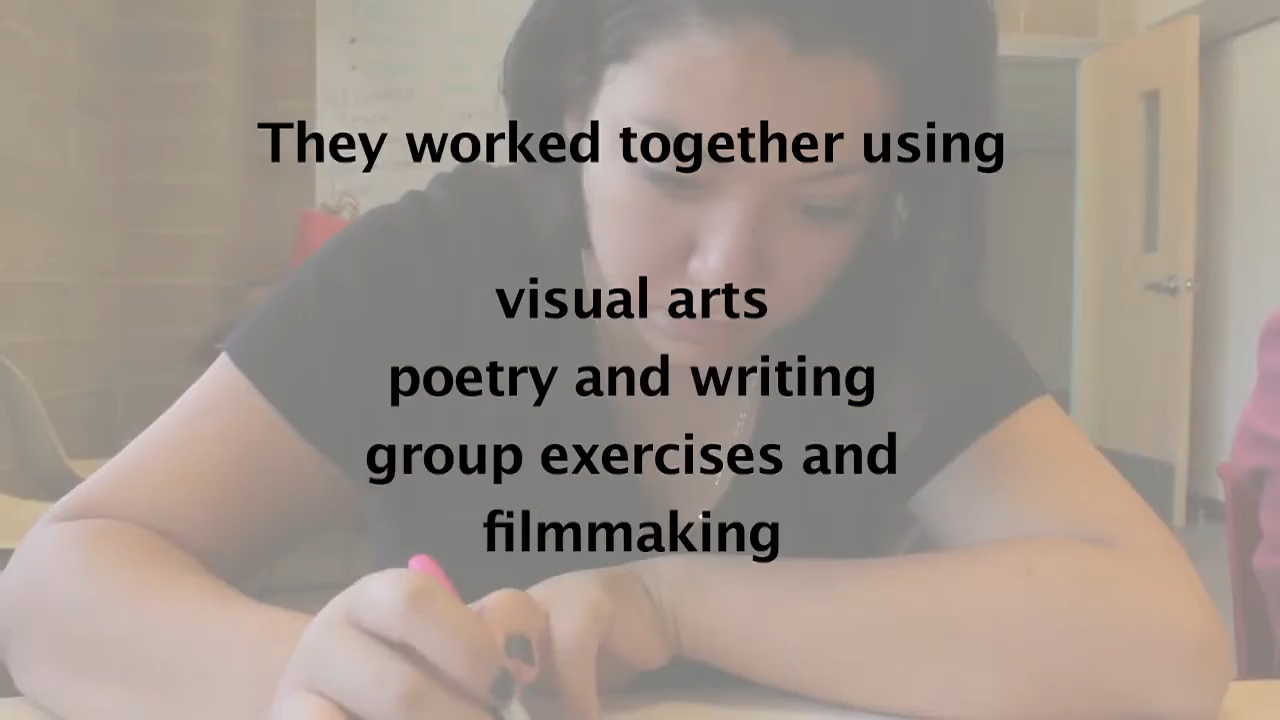 They worked together using
visual arts
poetry and writing
group exercises and
filmmaking